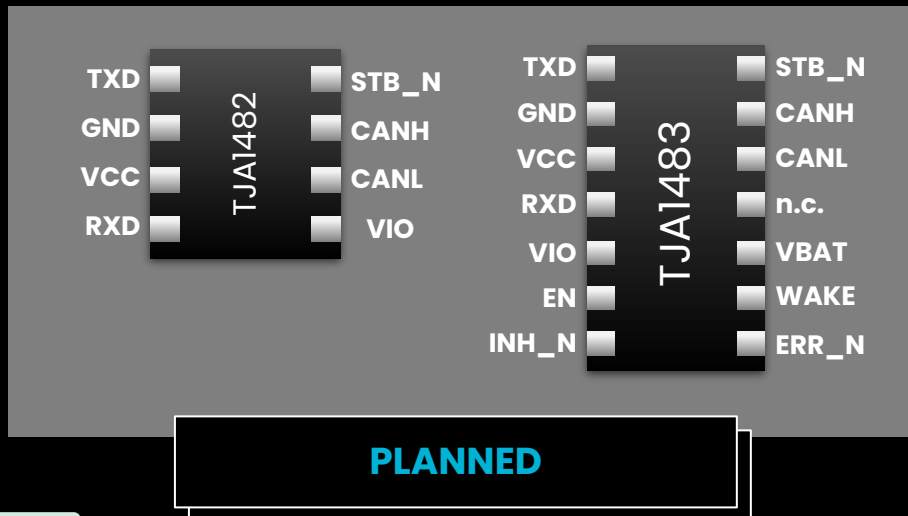 TXD
GND
VCC
RXD
TJA1482
STB_N
CANH
CANL
VIO
TXD
GND
VCC
RXD
VIO
EN
INH_N
TJA1483
STB_N
CANH
CANL
n.c.
VBAT
WAKE
ERR_N
PLANNED